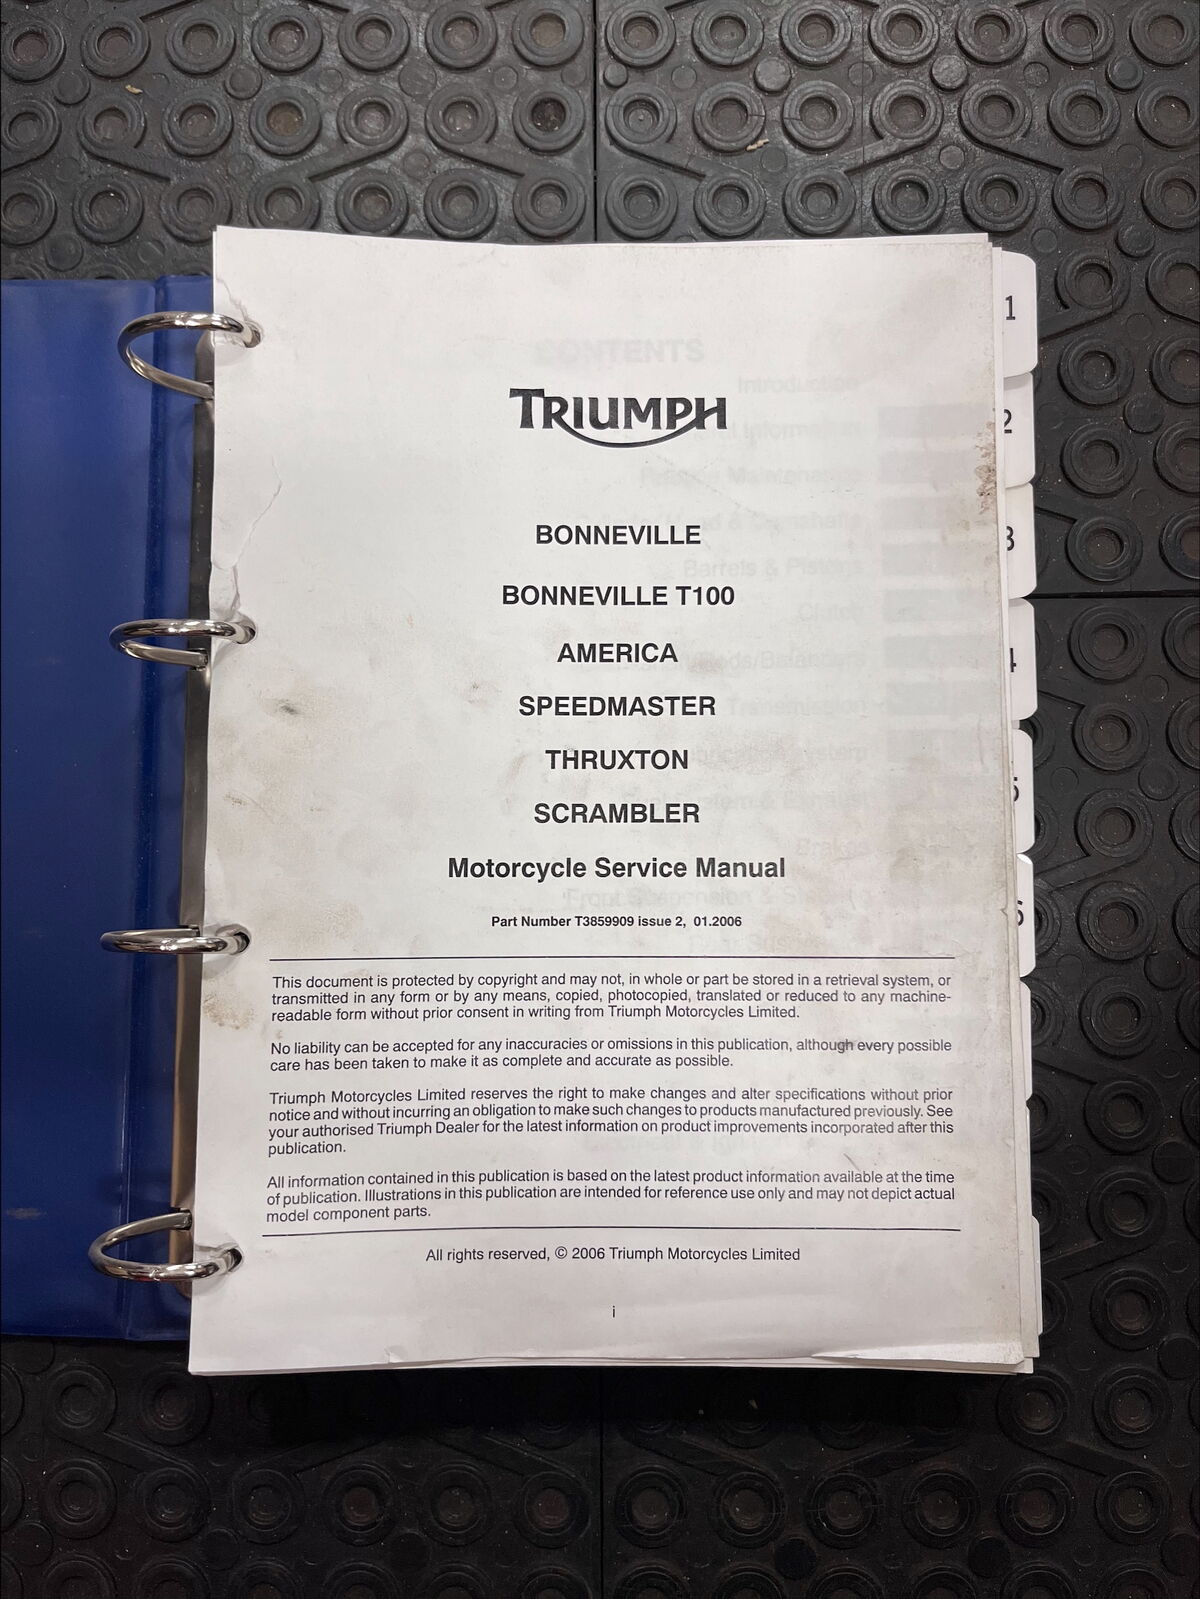 TRIUMPH
BONNEVILLE
BONNEVILLE T100
AMERICA
SPEEDMASTER
THRUXTON
SCRAMBLER
Motorcycle Service Manual
Part Number T3859909 issue 2, 01.2006
This document is protected by copyright and may not, in whole or part be stored in a retrieval system, or
transmitted in any form or by any means, copied, photocopied, translated or reduced to any machine-
readable form without prior consent in writing from Triumph Motorcycles Limited.
No liability can be accepted for any inaccuracies or omissions in this publication, although every possible
care has been taken to make it as complete and accurate as possible.
Triumph Motorcycles Limited reserves the right to make changes and alter specifications without prior
notice and without incurring an obligation to make such changes to products manufactured previously. See
your authorised Triumph Dealer for the latest information on product improvements incorporated after this
publication.
All information contained in this publication is based on the latest product information available at the time
of publication. Illustrations in this publication are intended for reference use only and may not depict actual
model component parts.
All rights reserved, © 2006 Triumph Motorcycles Limited
i
1
2
3
4
5
6
CONTENTS
Introduction
Barrels & Pistons
Clutch
Transmission
Brakes